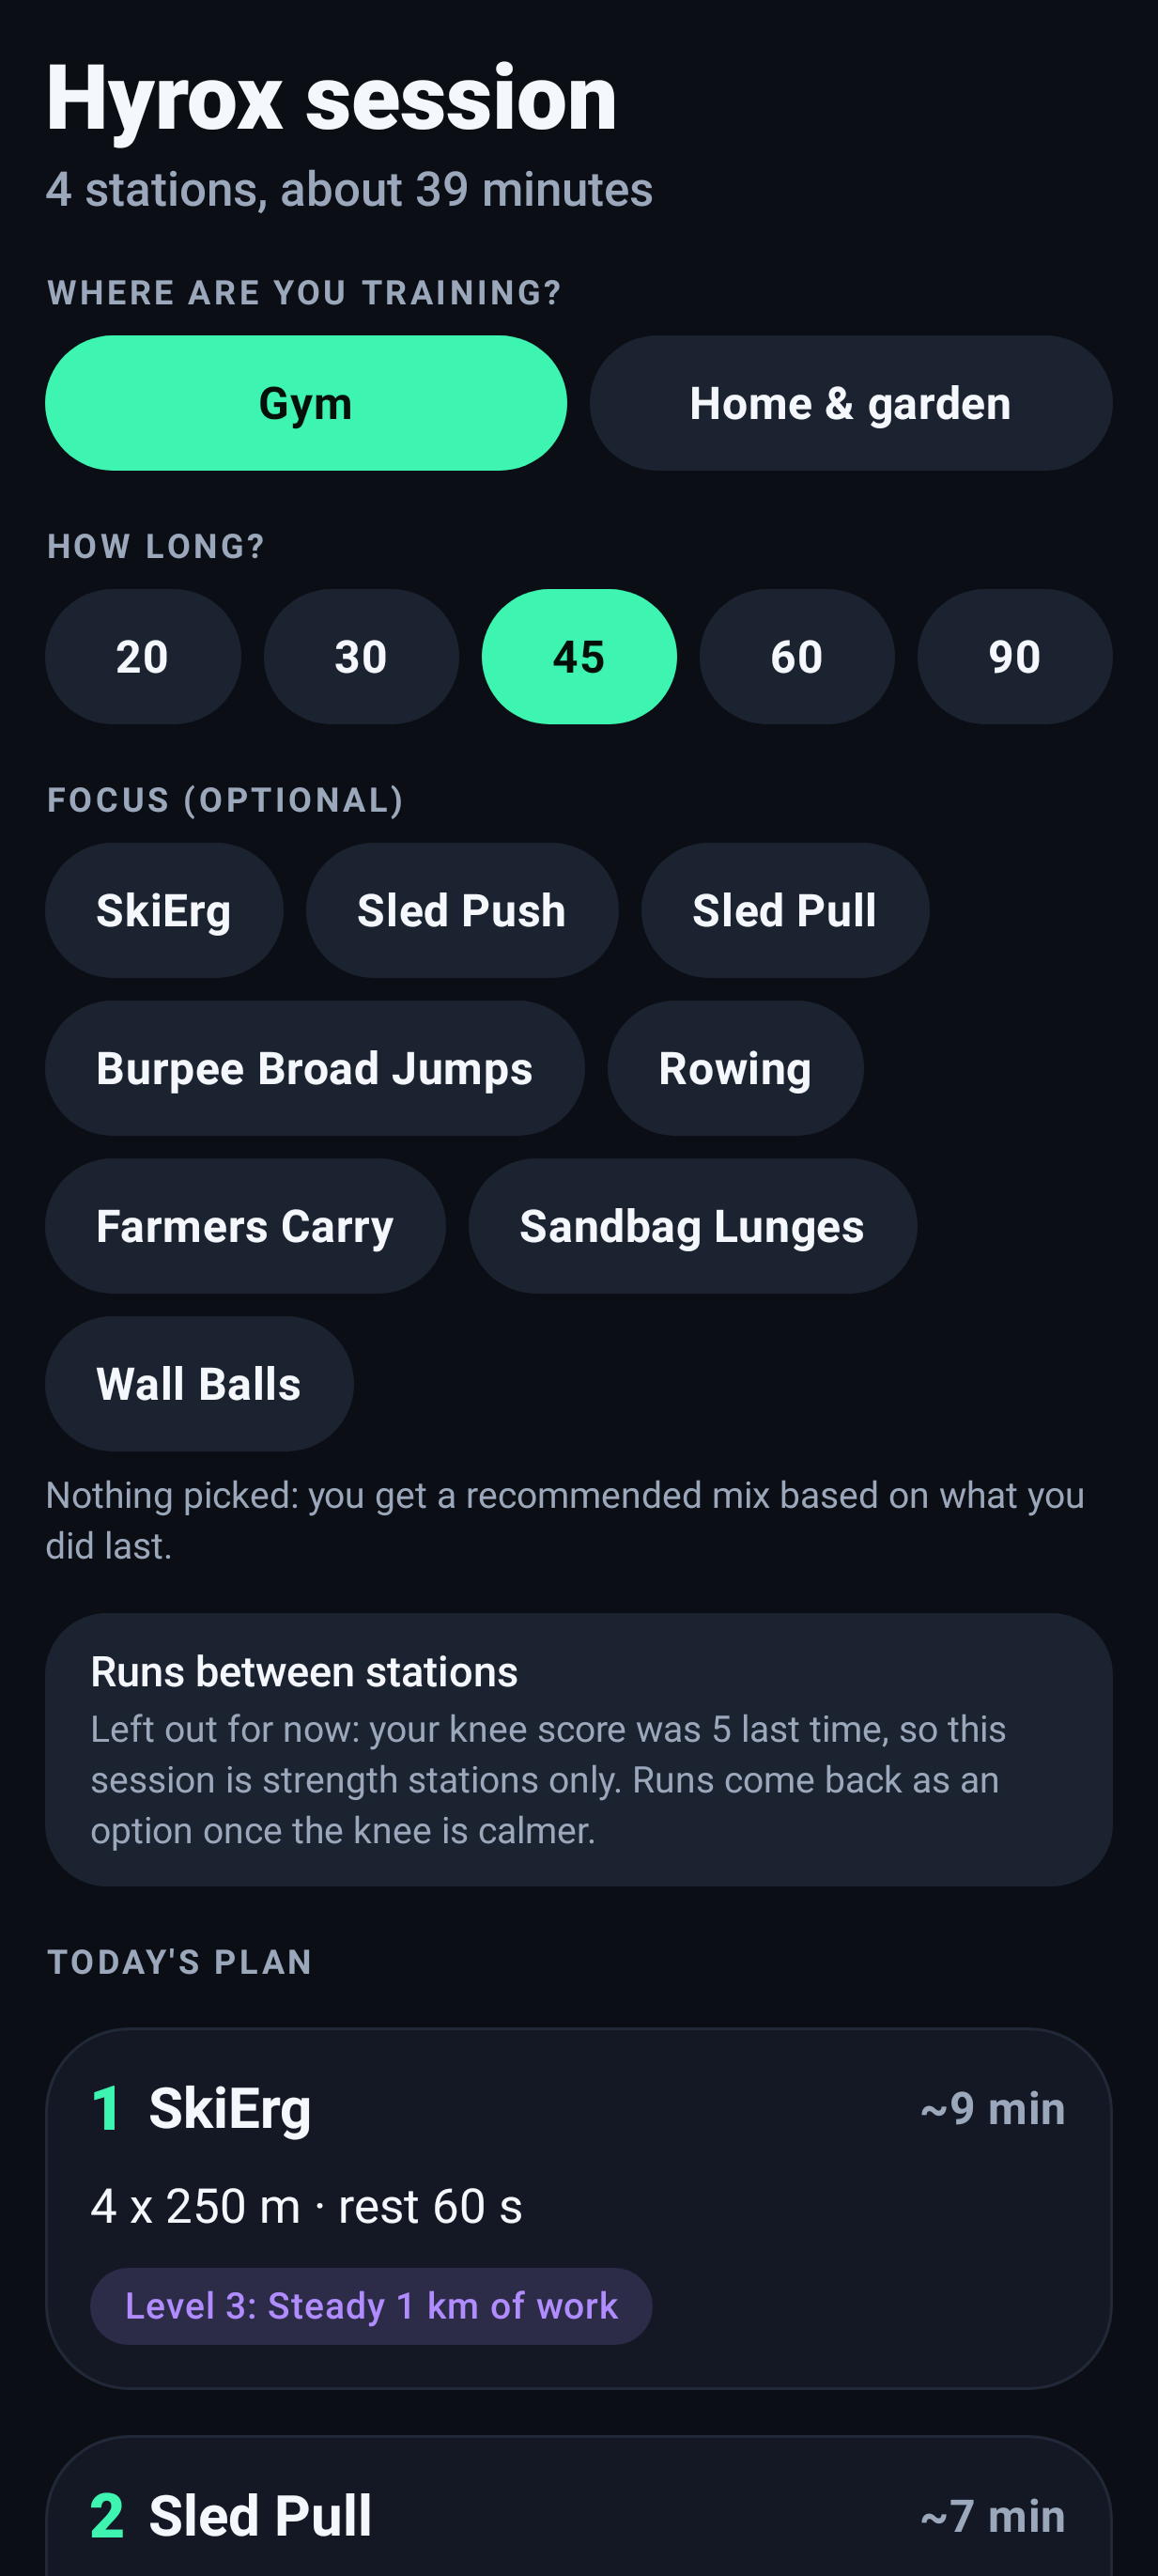 Hyrox session
4 stations, about 39 minutes
WHERE ARE YOU TRAINING?
Gym
Home & garden
HOW LONG?
20
30
45
60
90
FOCUS (OPTIONAL)
SkiErg
Sled Push
Sled Pull
Burpee Broad Jumps
Rowing
Farmers Carry
Sandbag Lunges
Wall Balls
Nothing picked: you get a recommended mix based on what you
did last.
Runs between stations
Left out for now: your knee score was 5 last time, so this
session is strength stations only. Runs come back as an
option once the knee is calmer.
TODAY'S PLAN
1 SkiErg ~9 min
4 x 250 m · rest 60 s
Level 3: Steady 1 km of work
2 Sled Pull ~7 min